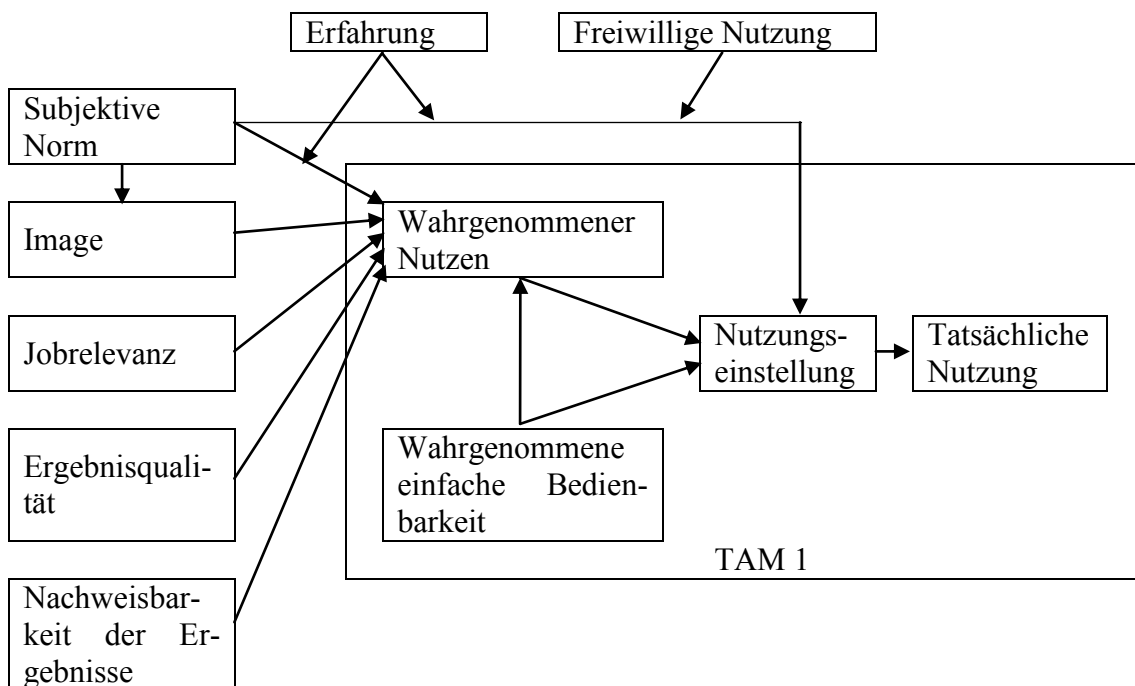 Erfahrung
Freiwillige Nutzung
Subjektive
Norm
Image
Wahrgenommener
Nutzen
Jobrelevanz
Nutzungs-
einstellung
Tatsächliche
Nutzung
Ergebnisquali-
tät
Wahrgenommene
einfache Bedien-
barkeit
TAM 1
Nachweisbar-
keit der Er-
gebnisse